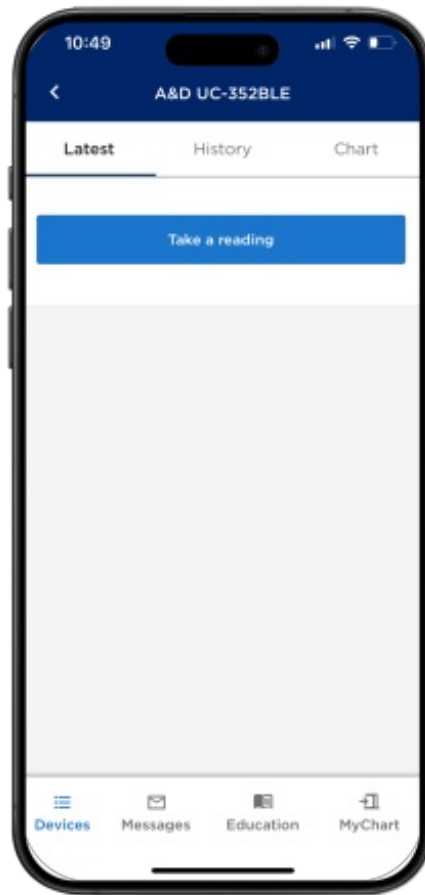 10:49
A&D UC-352BLE
Latest History Chart
Take a reading
Devices Messages Education MyChart